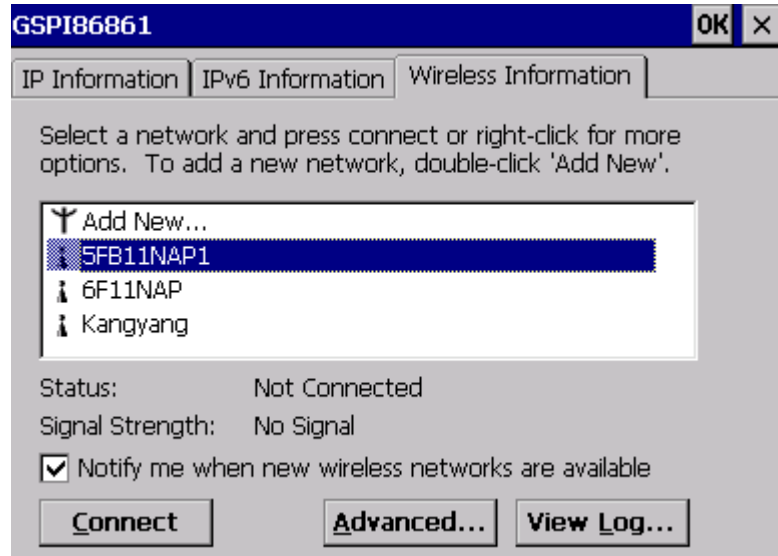 GSPI86861 OK ×
IP Information IPv6 Information Wireless Information
Select a network and press connect or right-click for more
options. To add a new network, double-click 'Add New'.
Add New...
5FB11NAP1
6F11NAP
Kangyang
Status: Not Connected
Signal Strength: No Signal
Notify me when new wireless networks are available
Connect Advanced... View Log...